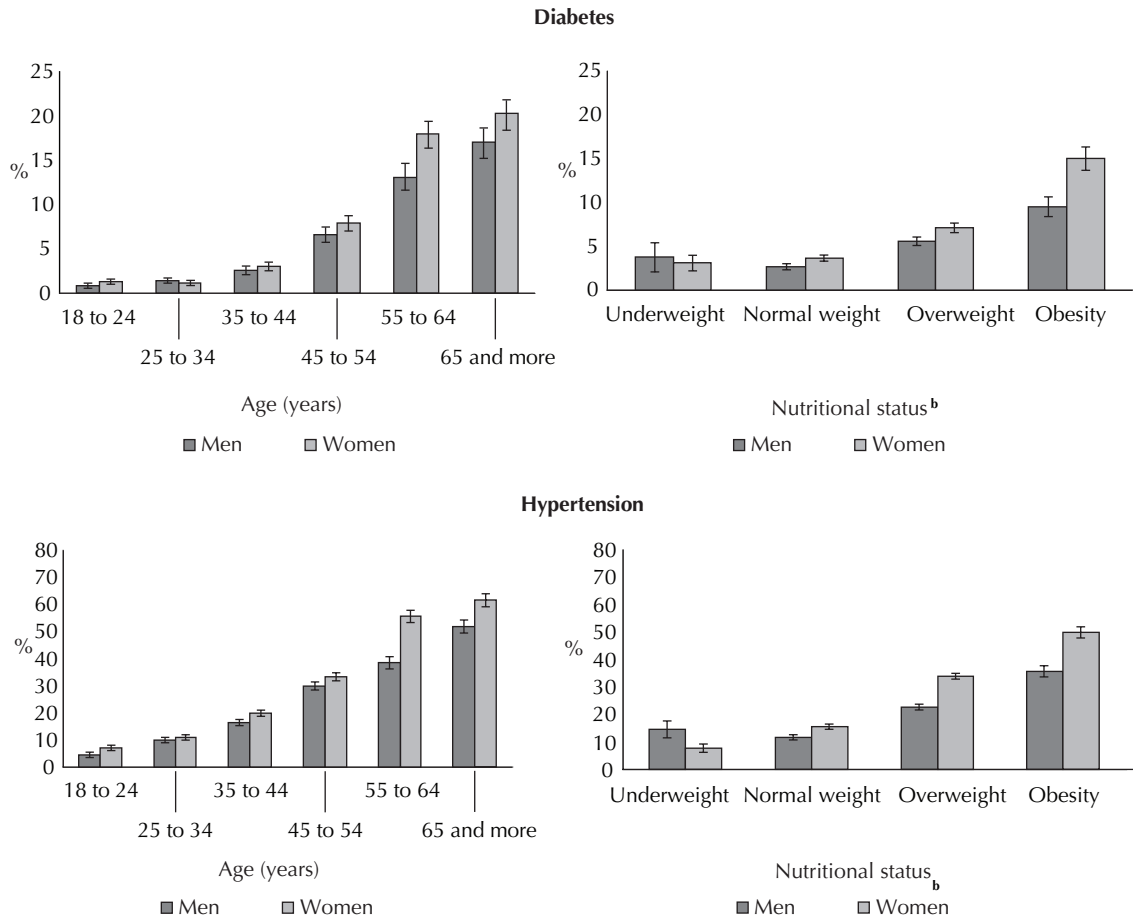 Diabetes
25
20
15
10
5
0
%
18 to 24
35 to 44
55 to 64
25 to 34
45 to 54
65 and more
Age (years)
Men
Women
25
20
15
10
5
0
%
Underweight
Normal weight
Overweight
Obesity
Nutritional status b
Men
Women
Hypertension
80
70
60
50
40
30
20
10
0
%
18 to 24
35 to 44
55 to 64
25 to 34
45 to 54
65 and more
Age (years)
Men
Women
80
70
60
50
40
30
20
10
0
%
Underweight
Normal weight
Overweight
Obesity
Nutritional status b
Men
Women